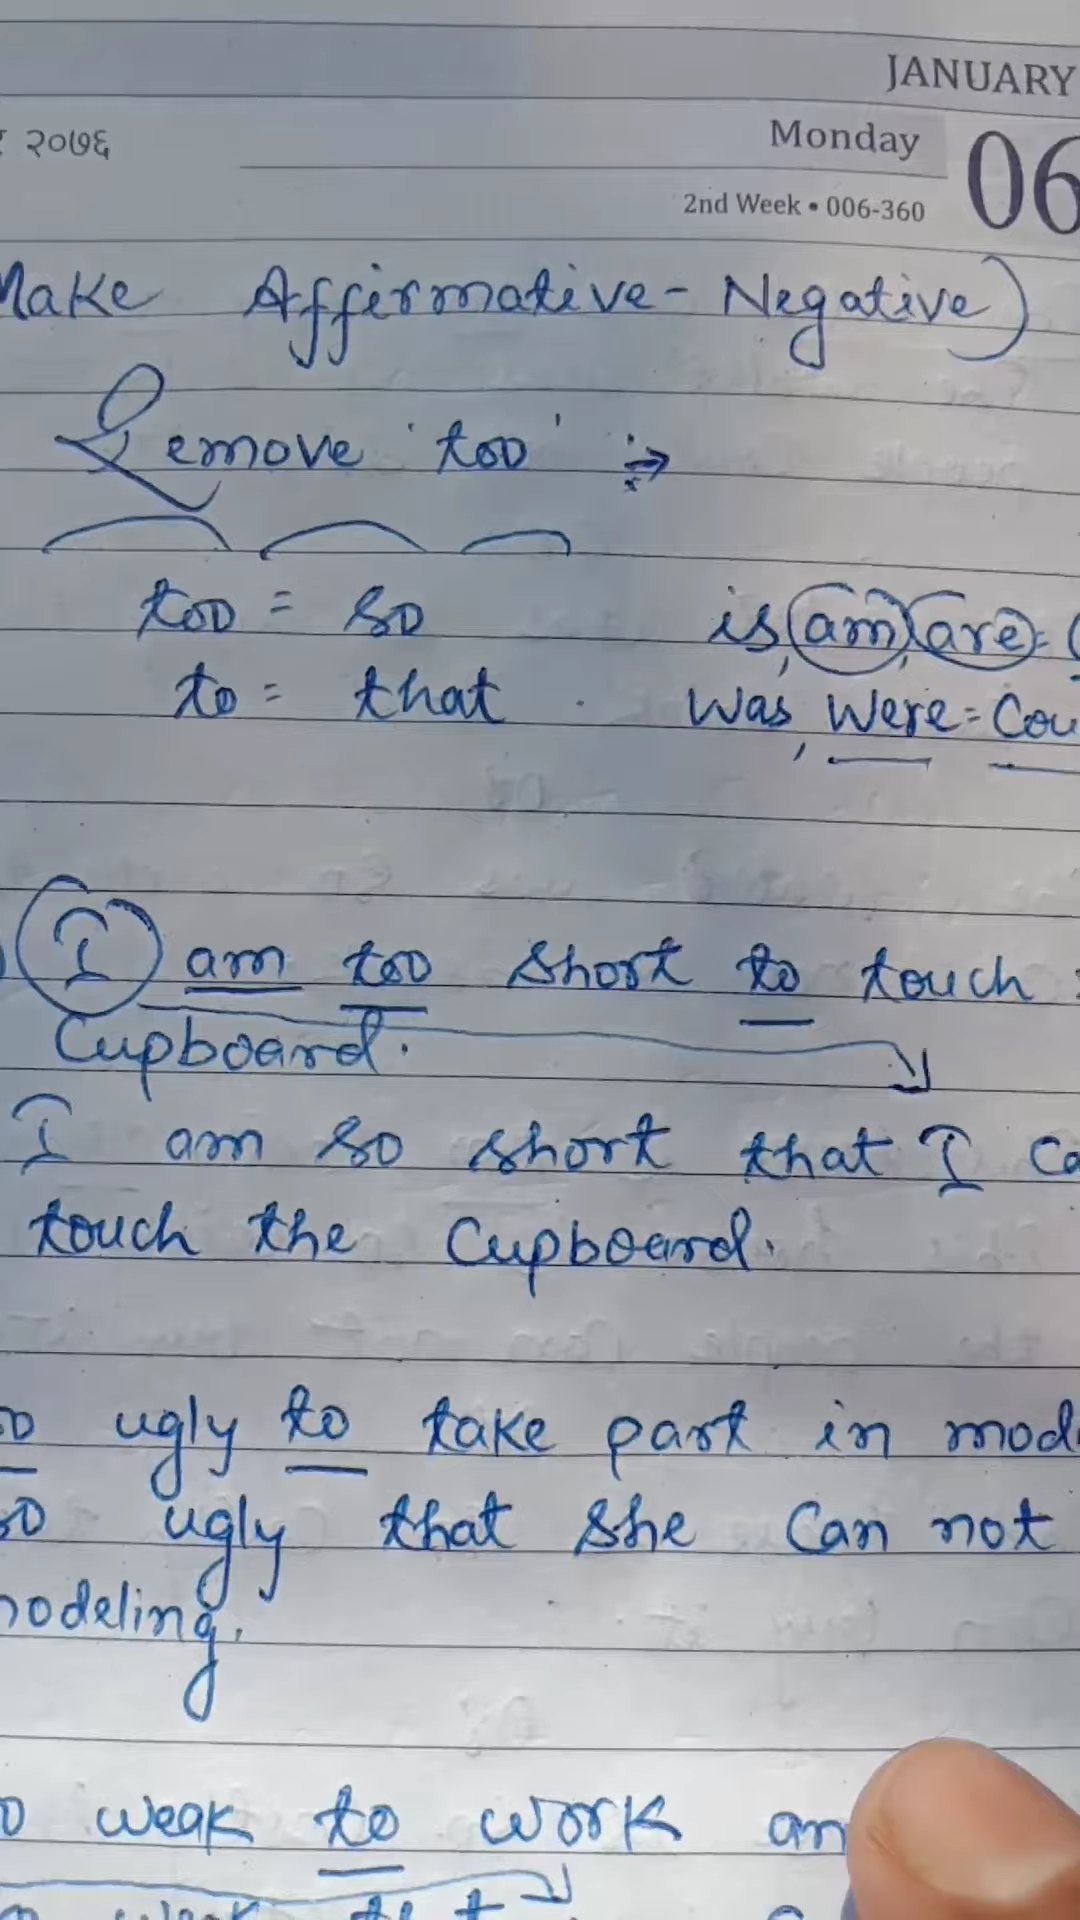 JANUARY
२०७६
Monday
06
2nd Week • 006-360
Make Affirmative - Negative)
Remove 'too' ⇒
too = so is, am, are =
to = that was, were =
I am too short to touch
Cupboard.
I am so short that I
touch the Cupboard.
ugly to take part in
ugly that she can not
modeling.
weak to work